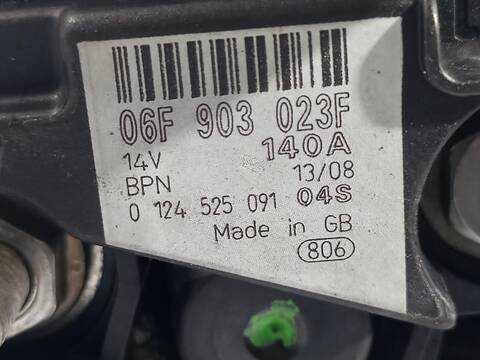 06F 903 023F
14V 140A
BPN 13/08
0 124 525 091 04S
Made in GB
806